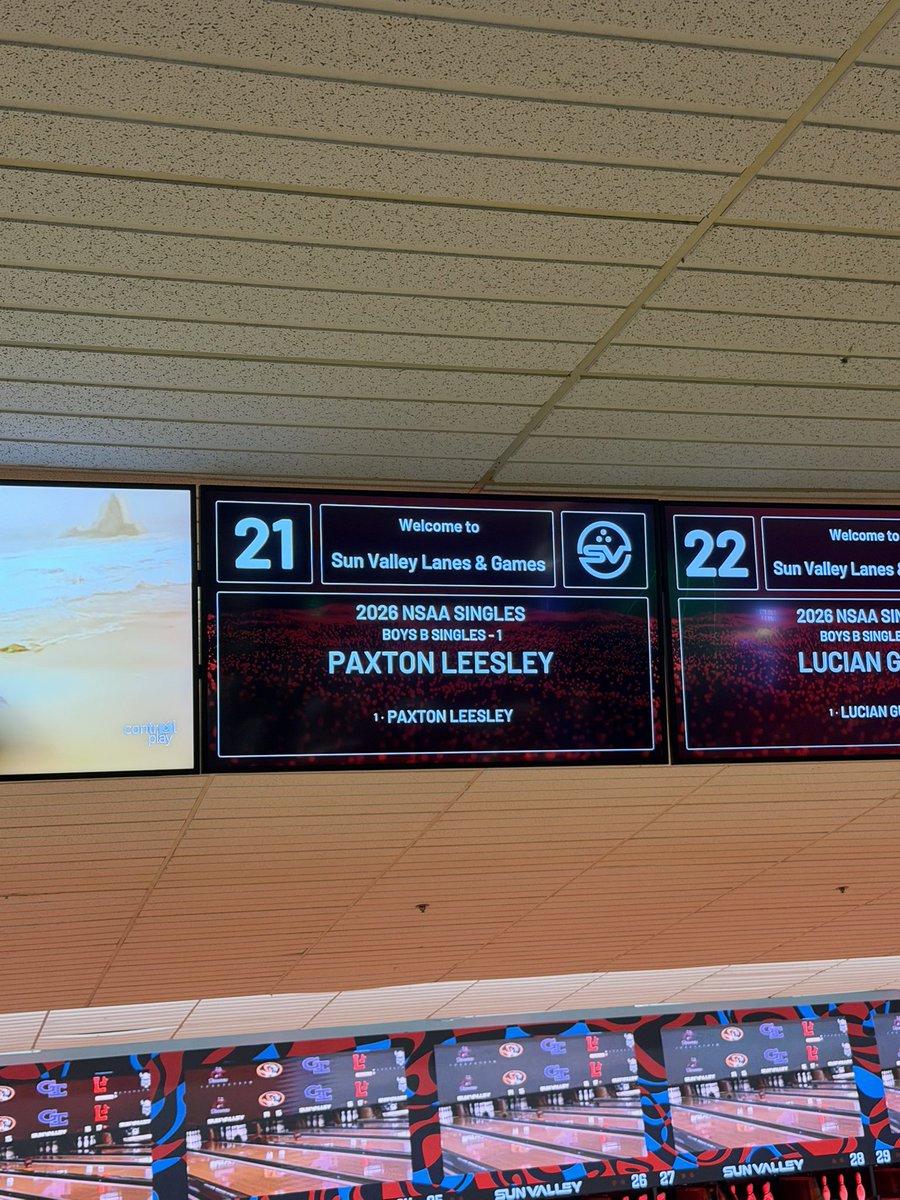 21
Welcome to
Sun Valley Lanes & Games
SV
2026 NSAA SINGLES
BOYS B SINGLES - 1
PAXTON LEESLEY
1 · PAXTON LEESLEY
22
Welcome to
Sun Valley Lanes
2026 NSAA
BOYS B
LUCIAN
1 · LUCIAN
control
play
SUN VALLEY
26 27
SUN VALLEY
28 29